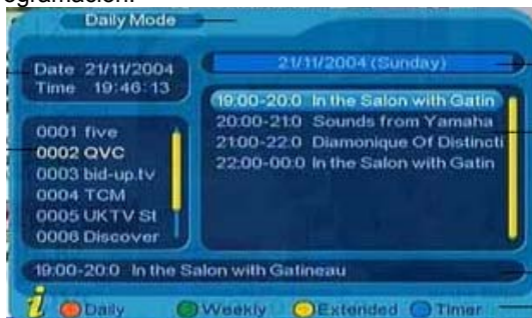 ogramación.
Daily Mode
Date 21/11/2004
Time 19:46:13
21/11/2004 (Sunday)
0001 five
0002 QVC
0003 bid-up.tv
0004 TCM
0005 UKTV St
0006 Discover
19:00-20:0 In the Salon with Gatin
20:00-21:0 Sounds from Yamaha
21:00-22:0 Diamonique Of Distincti
22:00-00:0 In the Salon with Gatin
19:00-20:0 In the Salon with Gatineau
i Daily Weekly Extended Timer